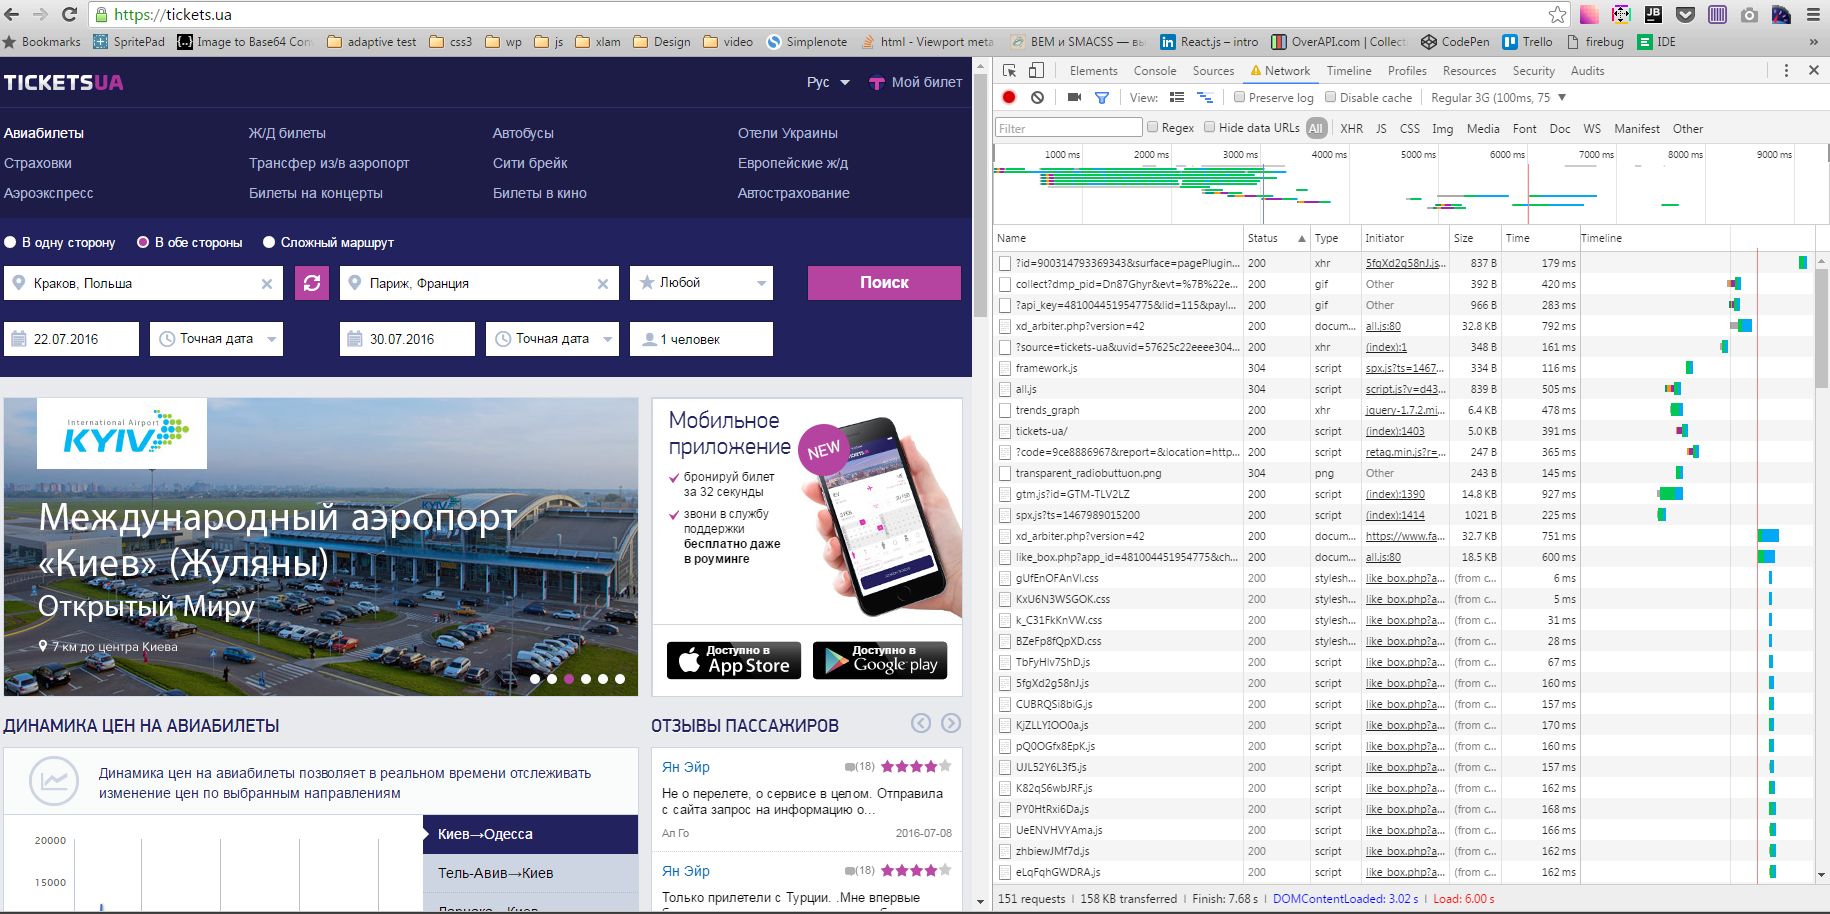 https://tickets.ua
Bookmarks SpritePad Image to Base64 Con adaptive test css3 wp js xlam Design video Simplenote html - Viewport meta БЕМ и SMACSS — вы React.js – intro OverAPI.com | Collect CodePen Trello firebug IDE »
TICKETSUA
Рус Мой билет
Авиабилеты Ж/Д билеты Автобусы Отели Украины
Страховки Трансфер из/в аэропорт Сити брейк Европейские ж/д
Аэроэкспресс Билеты на концерты Билеты в кино Автострахование
В одну сторону В обе стороны Сложный маршрут
Краков, Польша Париж, Франция Любой Поиск
22.07.2016 Точная дата 30.07.2016 Точная дата 1 человек
International Airport
KYIV
Международный аэропорт
«Киев» (Жуляны)
Открытый Миру
7 км до центра Киева
Мобильное
приложение
NEW
бронируй билет
за 32 секунды
звони в службу
поддержки
бесплатно даже
в роуминге
Доступно в
App Store
Доступно в
Google play
ДИНАМИКА ЦЕН НА АВИАБИЛЕТЫ
Динамика цен на авиабилеты позволяет в реальном времени отслеживать
изменение цен по выбранным направлениям
20000
15000
Киев→Одесса
Тель-Авив→Киев
ОТЗЫВЫ ПАССАЖИРОВ
Ян Эйр (18)
Не о перелете, о сервисе в целом. Отправила
с сайта запрос на информацию о...
Ал Го 2016-07-08
Ян Эйр (18)
Только прилетели с Турции. .Мне впервые
Elements Console Sources Network Timeline Profiles Resources Security Audits
View: Preserve log Disable cache Regular 3G (100ms, 75
Filter Regex Hide data URLs All XHR JS CSS Img Media Font Doc WS Manifest Other
1000 ms 2000 ms 3000 ms 4000 ms 5000 ms 6000 ms 7000 ms 8000 ms 9000 ms
Name Status Type Initiator Size Time Timeline
?id=900314793369343&surface=pagePlugin... 200 xhr 5fqXd2g58nJ.js... 837 B 179 ms
collect?dmp_pid=Dn87Ghyr&evt=%7B%22e... 200 gif Other 392 B 420 ms
?api_key=481004451954775&lid=115&payl... 200 gif Other 966 B 283 ms
xd_arbiter.php?version=42 200 docum... all.js:80 32.8 KB 792 ms
?source=tickets-ua&uvid=57625c22eeee304... 200 xhr (index):1 348 B 161 ms
framework.js 304 script spx.js?ts=1467... 334 B 116 ms
all.js 304 script script.js?v=d43... 839 B 505 ms
trends_graph 200 xhr jquery-1.7.2.mi... 6.4 KB 478 ms
tickets-ua/ 200 script (index):1403 5.0 KB 391 ms
?code=9ce8886967&report=&location=http... 200 script retag.min.js?r=... 247 B 365 ms
transparent_radiobuttuon.png 304 png Other 243 B 145 ms
gtm.js?id=GTM-TLV2LZ 200 script (index):1390 14.8 KB 927 ms
spx.js?ts=1467989015200 200 script (index):1414 1021 B 225 ms
xd_arbiter.php?version=42 200 docum... https://www.fa... 32.7 KB 751 ms
like_box.php?app_id=481004451954775&ch... 200 docum... all.js:80 18.5 KB 600 ms
gUfEnOFAnVl.css 200 stylesh... like_box.php?a... (from c... 6 ms
KxU6N3WSGOK.css 200 stylesh... like_box.php?a... (from c... 5 ms
k_C31FkKnVW.css 200 stylesh... like_box.php?a... (from c... 31 ms
BZeFp8fQpXD.css 200 stylesh... like_box.php?a... (from c... 28 ms
TbFyHlv7ShD.js 200 script like_box.php?a... (from c... 67 ms
5fgXd2g58nJ.js 200 script like_box.php?a... (from c... 160 ms
CUBRQSi8biG.js 200 script like_box.php?a... (from c... 157 ms
KjZLLYIOO0a.js 200 script like_box.php?a... (from c... 170 ms
pQ0OGfx8EpK.js 200 script like_box.php?a... (from c... 160 ms
UJL52Y6L3f5.js 200 script like_box.php?a... (from c... 157 ms
K82qS6wbJRF.js 200 script like_box.php?a... (from c... 162 ms
PY0HtRxi6Da.js 200 script like_box.php?a... (from c... 168 ms
UeENVHVYAma.js 200 script like_box.php?a... (from c... 166 ms
zhbiewJMf7d.js 200 script like_box.php?a... (from c... 162 ms
eLqFqhGWDRA.js 200 script like_box.php?a... (from c... 162 ms
151 requests | 158 KB transferred | Finish: 7.68 s | DOMContentLoaded: 3.02 s | Load: 6.00 s